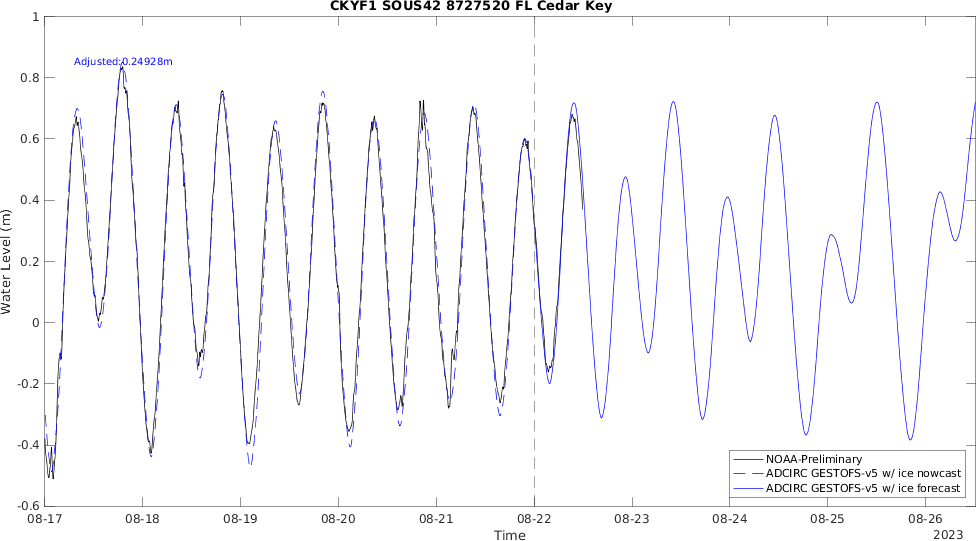 CKYF1 SOUS42 8727520 FL Cedar Key
Adjusted:0.24928m
Water Level (m)
1
0.8
0.6
0.4
0.2
0
-0.2
-0.4
-0.6
NOAA-Preliminary
ADCIRC GESTOFS-v5 w/ ice nowcast
ADCIRC GESTOFS-v5 w/ ice forecast
08-17 08-18 08-19 08-20 08-21 08-22 08-23 08-24 08-25 08-26
Time
2023